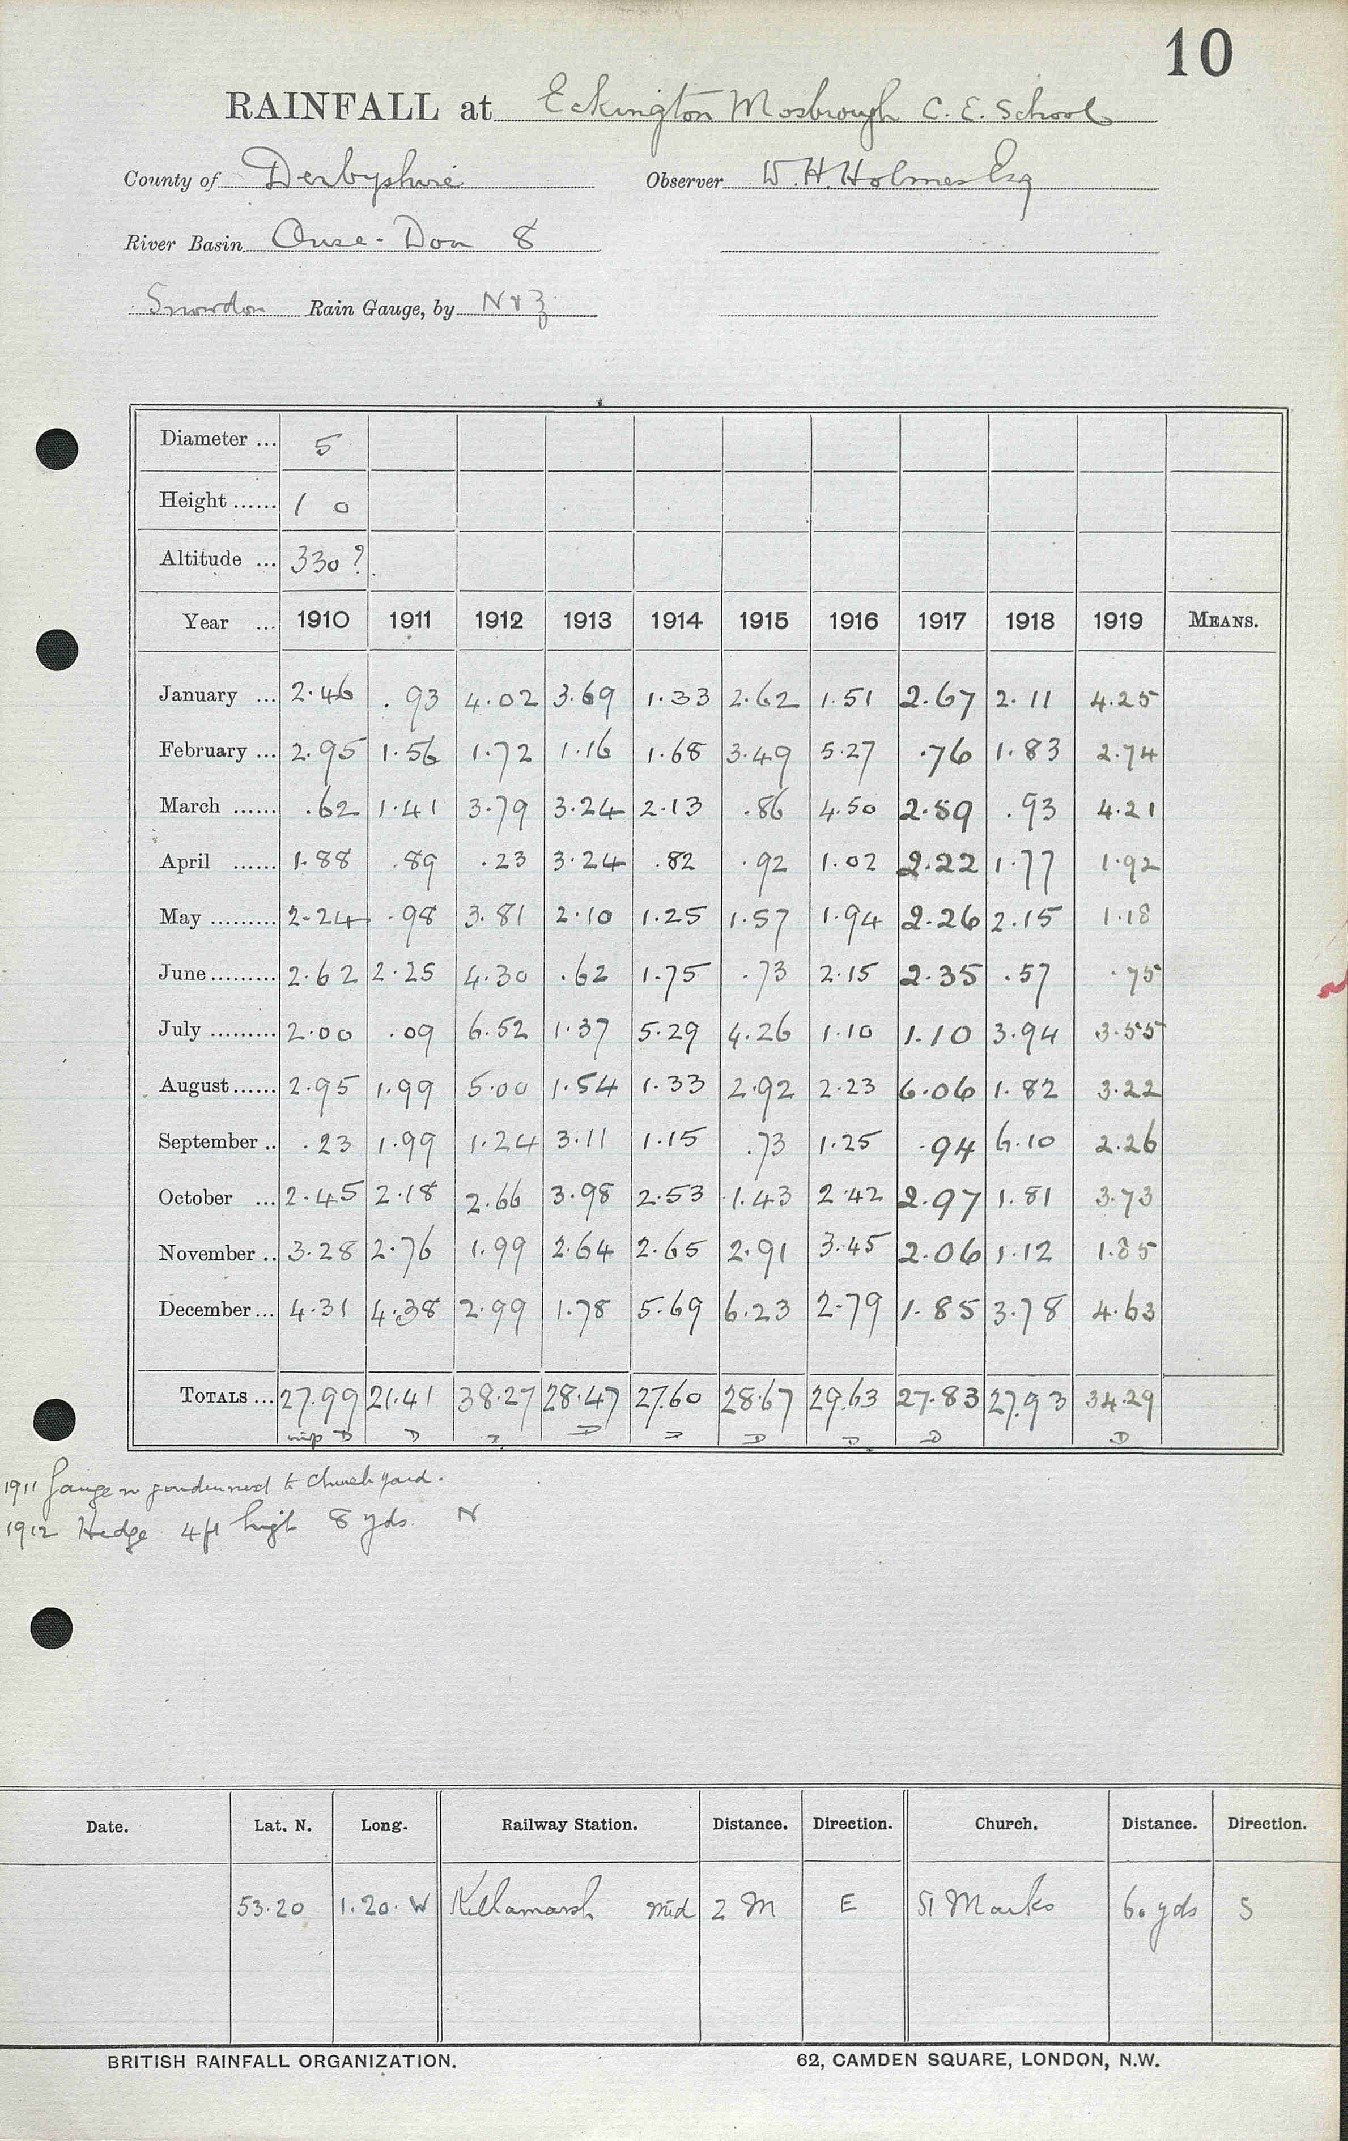 10
RAINFALL at Eckington Mosbrough C. E. School
County of Derbyshire Observer W. H. Holmes Esq
River Basin Ouse - Don 8
Snowdon Rain Gauge, by N & Z
Diameter ... 5
Height ...... 1 0
Altitude ... 330 ?
Year ... 1910 1911 1912 1913 1914 1915 1916 1917 1918 1919 MEANS.
January ... 2.46 .93 4.02 3.69 1.33 2.62 1.51 2.67 2.11 4.25
February ... 2.95 1.56 1.72 1.16 1.68 3.49 5.27 .76 1.83 2.74
March ...... .62 1.41 3.79 3.24 2.13 .86 4.50 2.59 .93 4.21
April ...... 1.88 .89 .23 3.24 .82 .92 1.02 2.22 1.77 1.92
May ......... 2.24 .98 3.81 2.10 1.25 1.57 1.94 2.26 2.15 1.18
June ......... 2.62 2.25 4.30 .62 1.75 .73 2.15 2.35 .57 .75
July ......... 2.00 .09 6.52 1.37 5.29 4.26 1.10 1.10 3.94 3.55
August ...... 2.95 1.99 5.00 1.54 1.33 2.92 2.23 6.06 1.82 3.22
September .. .23 1.99 1.24 3.11 1.15 .73 1.25 .94 6.10 2.26
October ... 2.45 2.18 2.66 3.98 2.53 1.43 2.42 2.97 1.81 3.73
November .. 3.28 2.76 1.99 2.64 2.65 2.91 3.45 2.06 1.12 1.85
December ... 4.31 4.38 2.99 1.78 5.69 6.23 2.79 1.85 3.78 4.63
TOTALS ... 27.99 21.41 38.27 28.47 27.60 28.67 29.63 27.83 27.93 34.29
D D D D D D D D
1911 Gauge in garden next to Churchyard.
1912 Hedge 4ft high 8 yds. N
Date. Lat. N. Long. Railway Station. Distance. Direction. Church. Distance. Direction.
53.20 1.20. W Killamarsh Mid 2 M E St Marks 60 yds S
BRITISH RAINFALL ORGANIZATION. 62, CAMDEN SQUARE, LONDON, N.W.